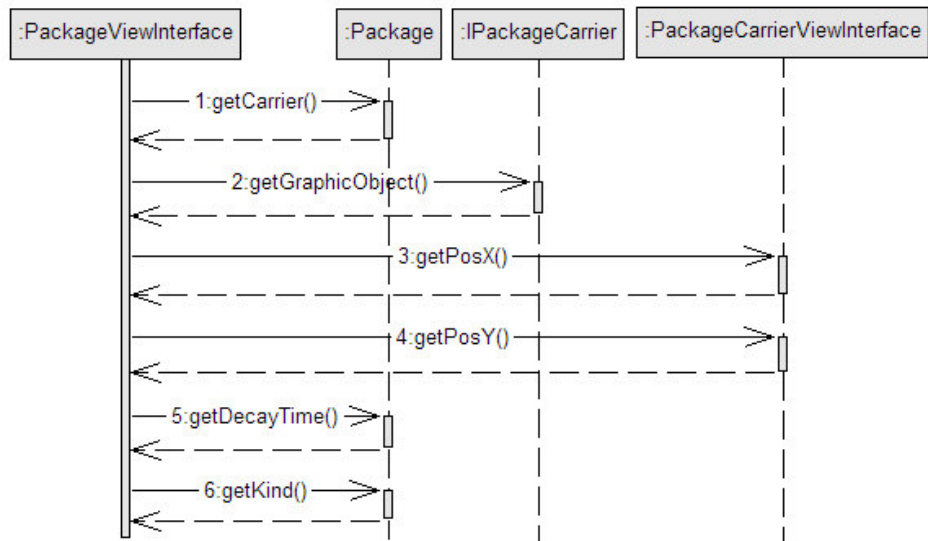 :PackageViewInterface
:Package
:IPackageCarrier
:PackageCarrierViewInterface
1:getCarrier()
2:getGraphicObject()
3:getPosX()
4:getPosY()
5:getDecayTime()
6:getKind()